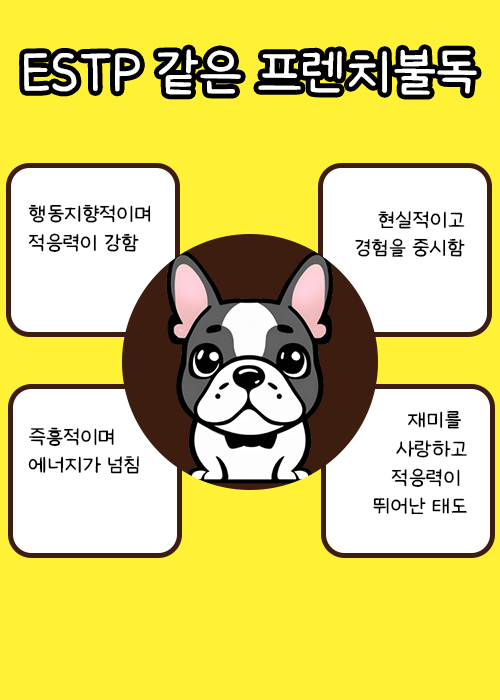 ESTP 같은 프렌치불독
행동지향적이며
적응력이 강함
현실적이고
경험을 중시함
즉흥적이며
에너지가 넘침
재미를
사랑하고
적응력이
뛰어난 태도